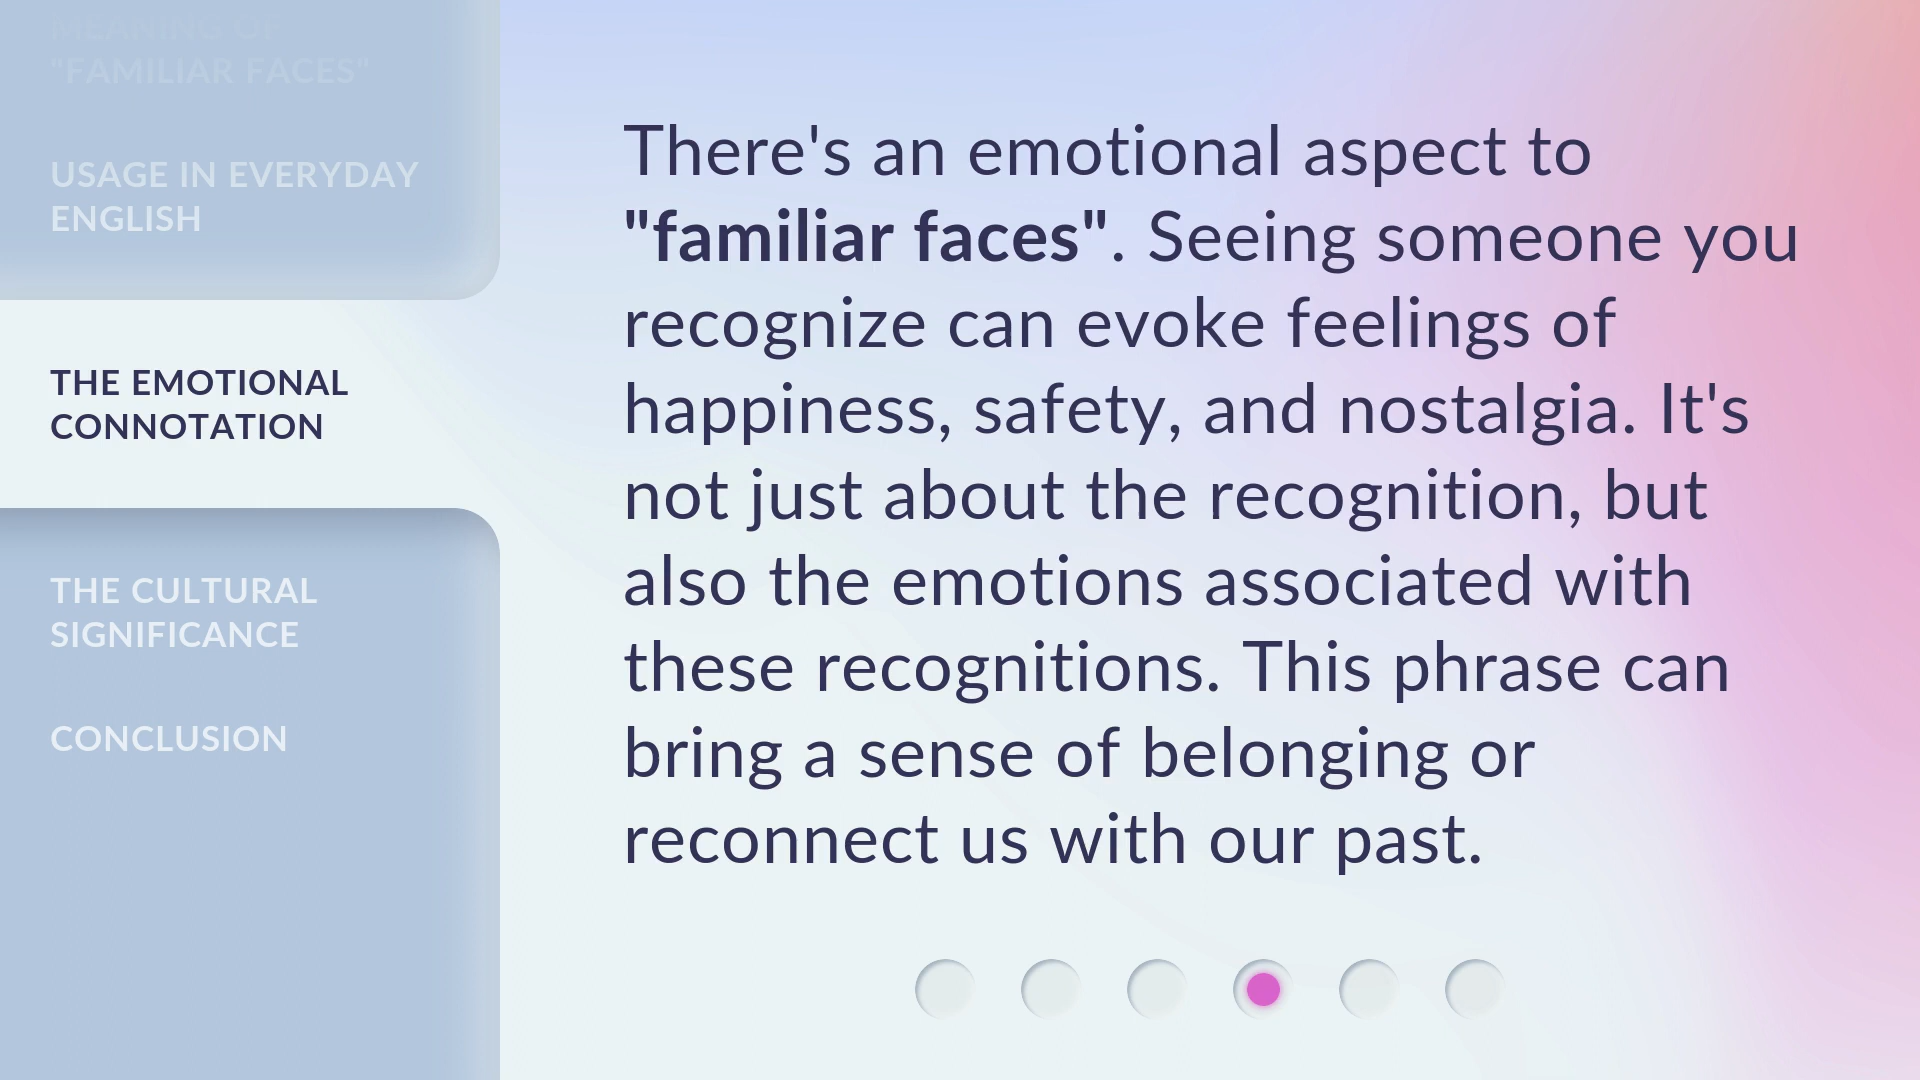 MEANING OF
"FAMILIAR FACES"
USAGE IN EVERYDAY
ENGLISH
THE EMOTIONAL
CONNOTATION
THE CULTURAL
SIGNIFICANCE
CONCLUSION
There's an emotional aspect to
"familiar faces". Seeing someone you
recognize can evoke feelings of
happiness, safety, and nostalgia. It's
not just about the recognition, but
also the emotions associated with
these recognitions. This phrase can
bring a sense of belonging or
reconnect us with our past.